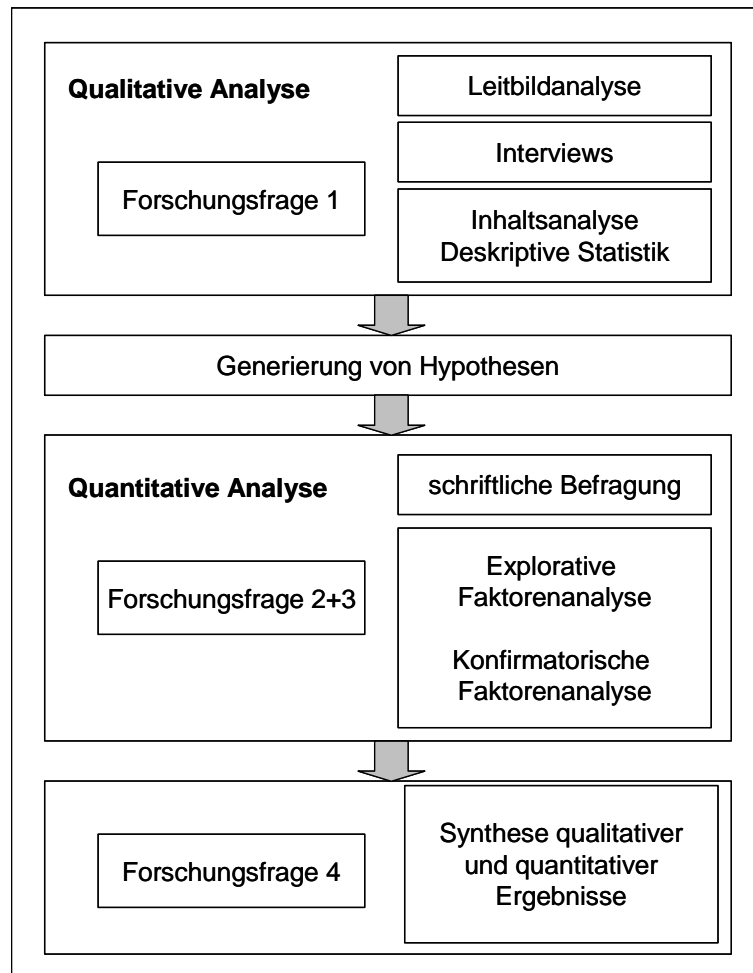 Qualitative Analyse
Forschungsfrage 1
Leitbildanalyse
Interviews
Inhaltsanalyse
Deskriptive Statistik
Generierung von Hypothesen
Quantitative Analyse
Forschungsfrage 2+3
schriftliche Befragung
Explorative
Faktorenanalyse
Konfirmatorische
Faktorenanalyse
Forschungsfrage 4
Synthese qualitativer
und quantitativer
Ergebnisse